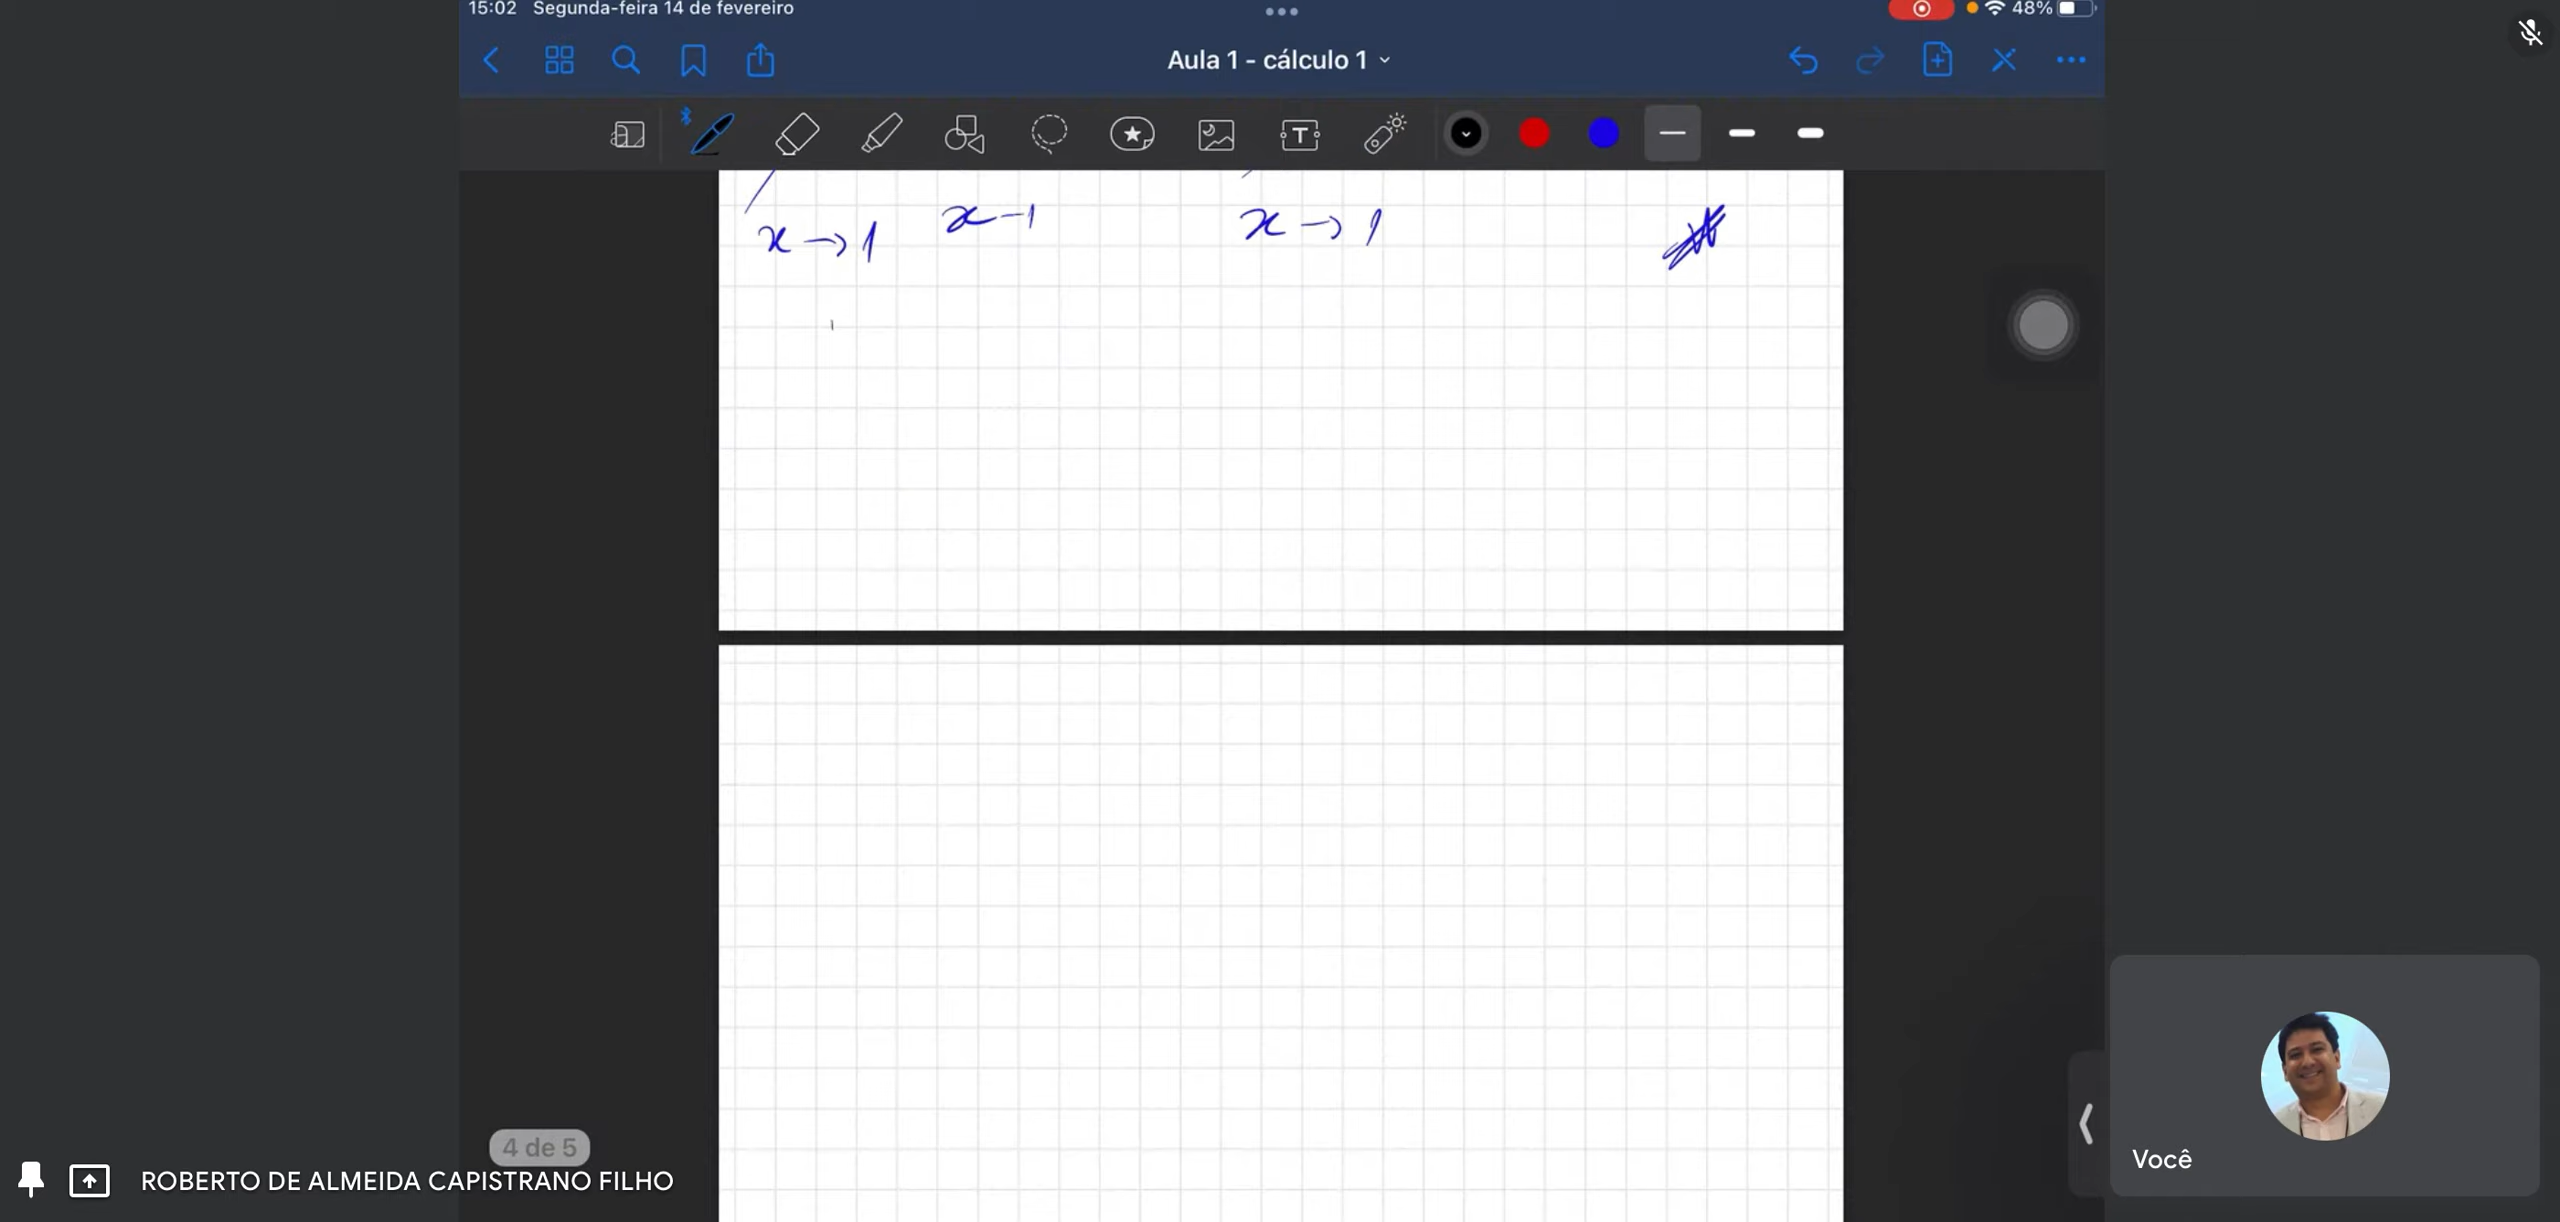 15:02 Segunda-feira 14 de fevereiro
48%
Aula 1 - cálculo 1
a
T
x → 1 x - 1 x → 1
4 de 5
ROBERTO DE ALMEIDA CAPISTRANO FILHO
Você